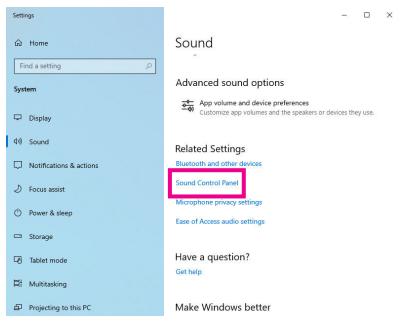 Settings
Home
Find a setting
System
Display
Sound
Notifications & actions
Focus assist
Power & sleep
Storage
Tablet mode
Multitasking
Projecting to this PC
Sound
Advanced sound options
App volume and device preferences
Customize app volumes and the speakers or devices they use.
Related Settings
Bluetooth and other devices
Sound Control Panel
Microphone privacy settings
Ease of Access audio settings
Have a question?
Get help
Make Windows better